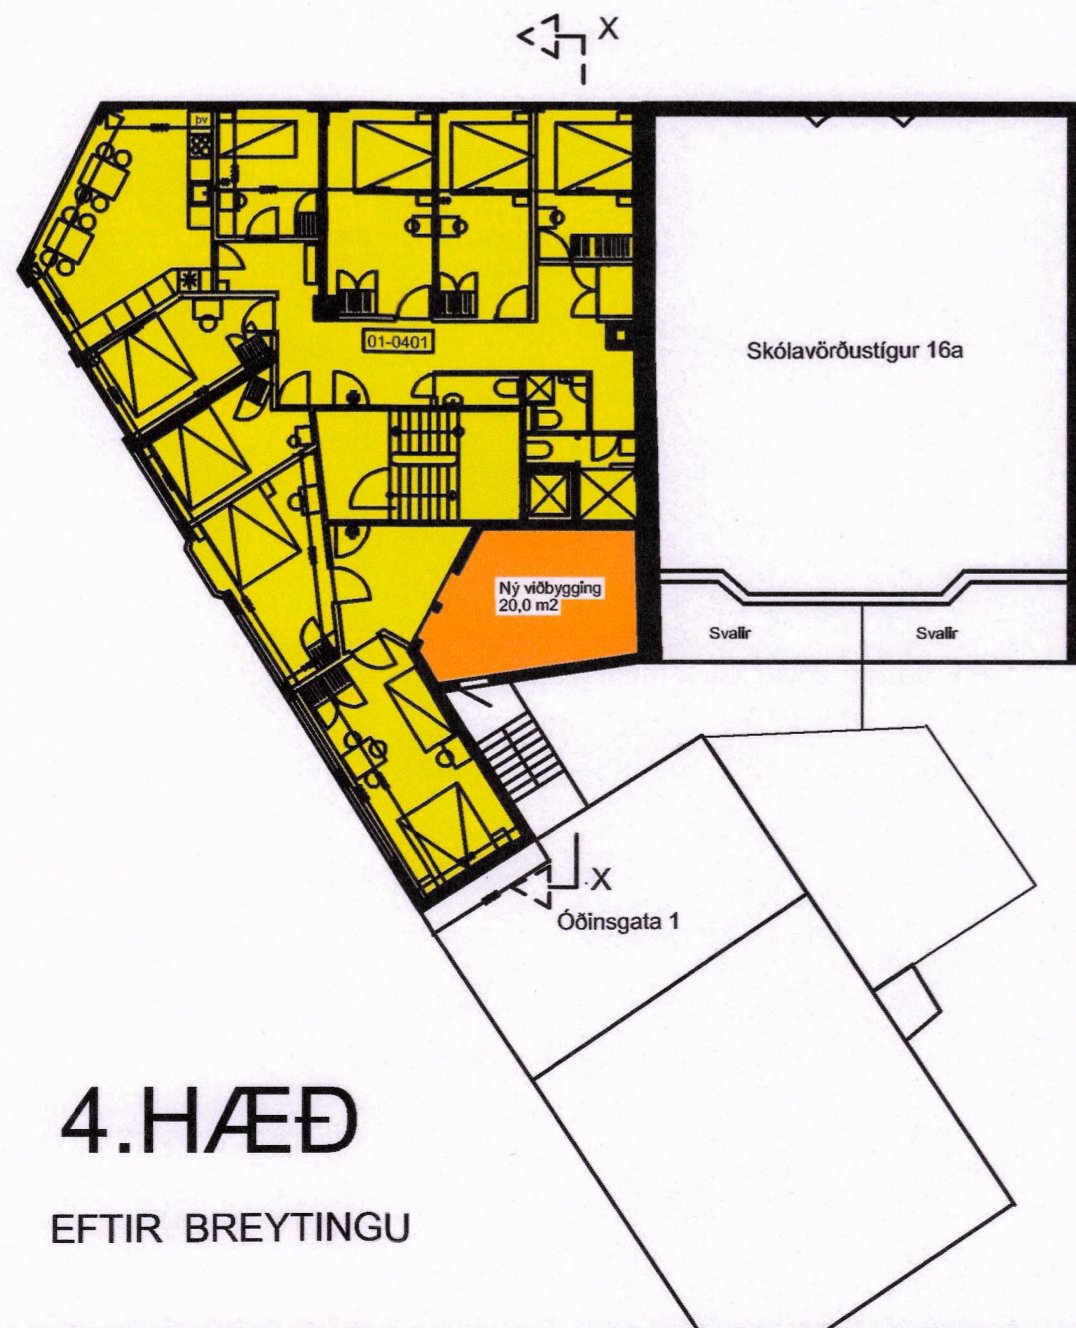 X
þv
01-0401
Skólavörðustígur 16a
Ný viðbygging
20,0 m2
Svalir
Svalir
X
Óðinsgata 1
4.HÆÐ
EFTIR BREYTINGU